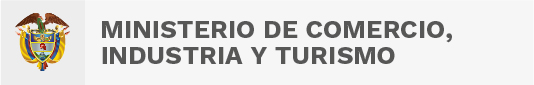 MINISTERIO DE COMERCIO,
INDUSTRIA Y TURISMO